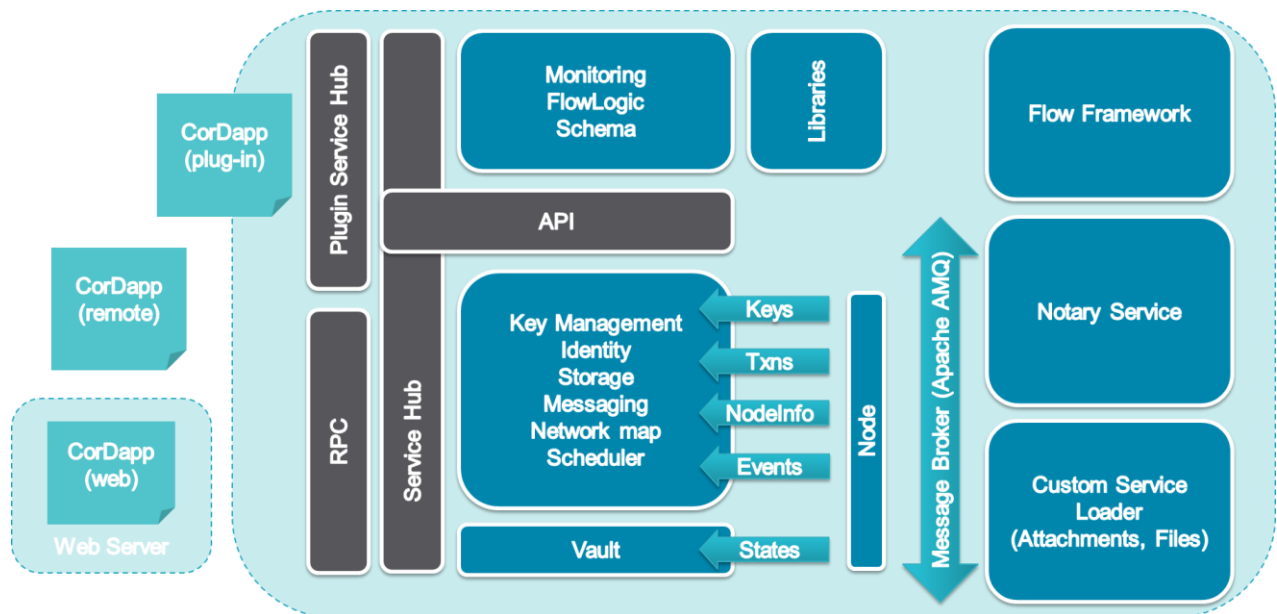 CorDapp
(plug-in)
CorDapp
(remote)
CorDapp
(web)
Web Server
Plugin Service Hub
RPC
Service Hub
Monitoring
FlowLogic
Schema
Libraries
API
Key Management
Identity
Storage
Messaging
Network map
Scheduler
Keys
Txns
NodeInfo
Events
Vault
States
Node
Message Broker (Apache AMQ)
Flow Framework
Notary Service
Custom Service
Loader
(Attachments, Files)